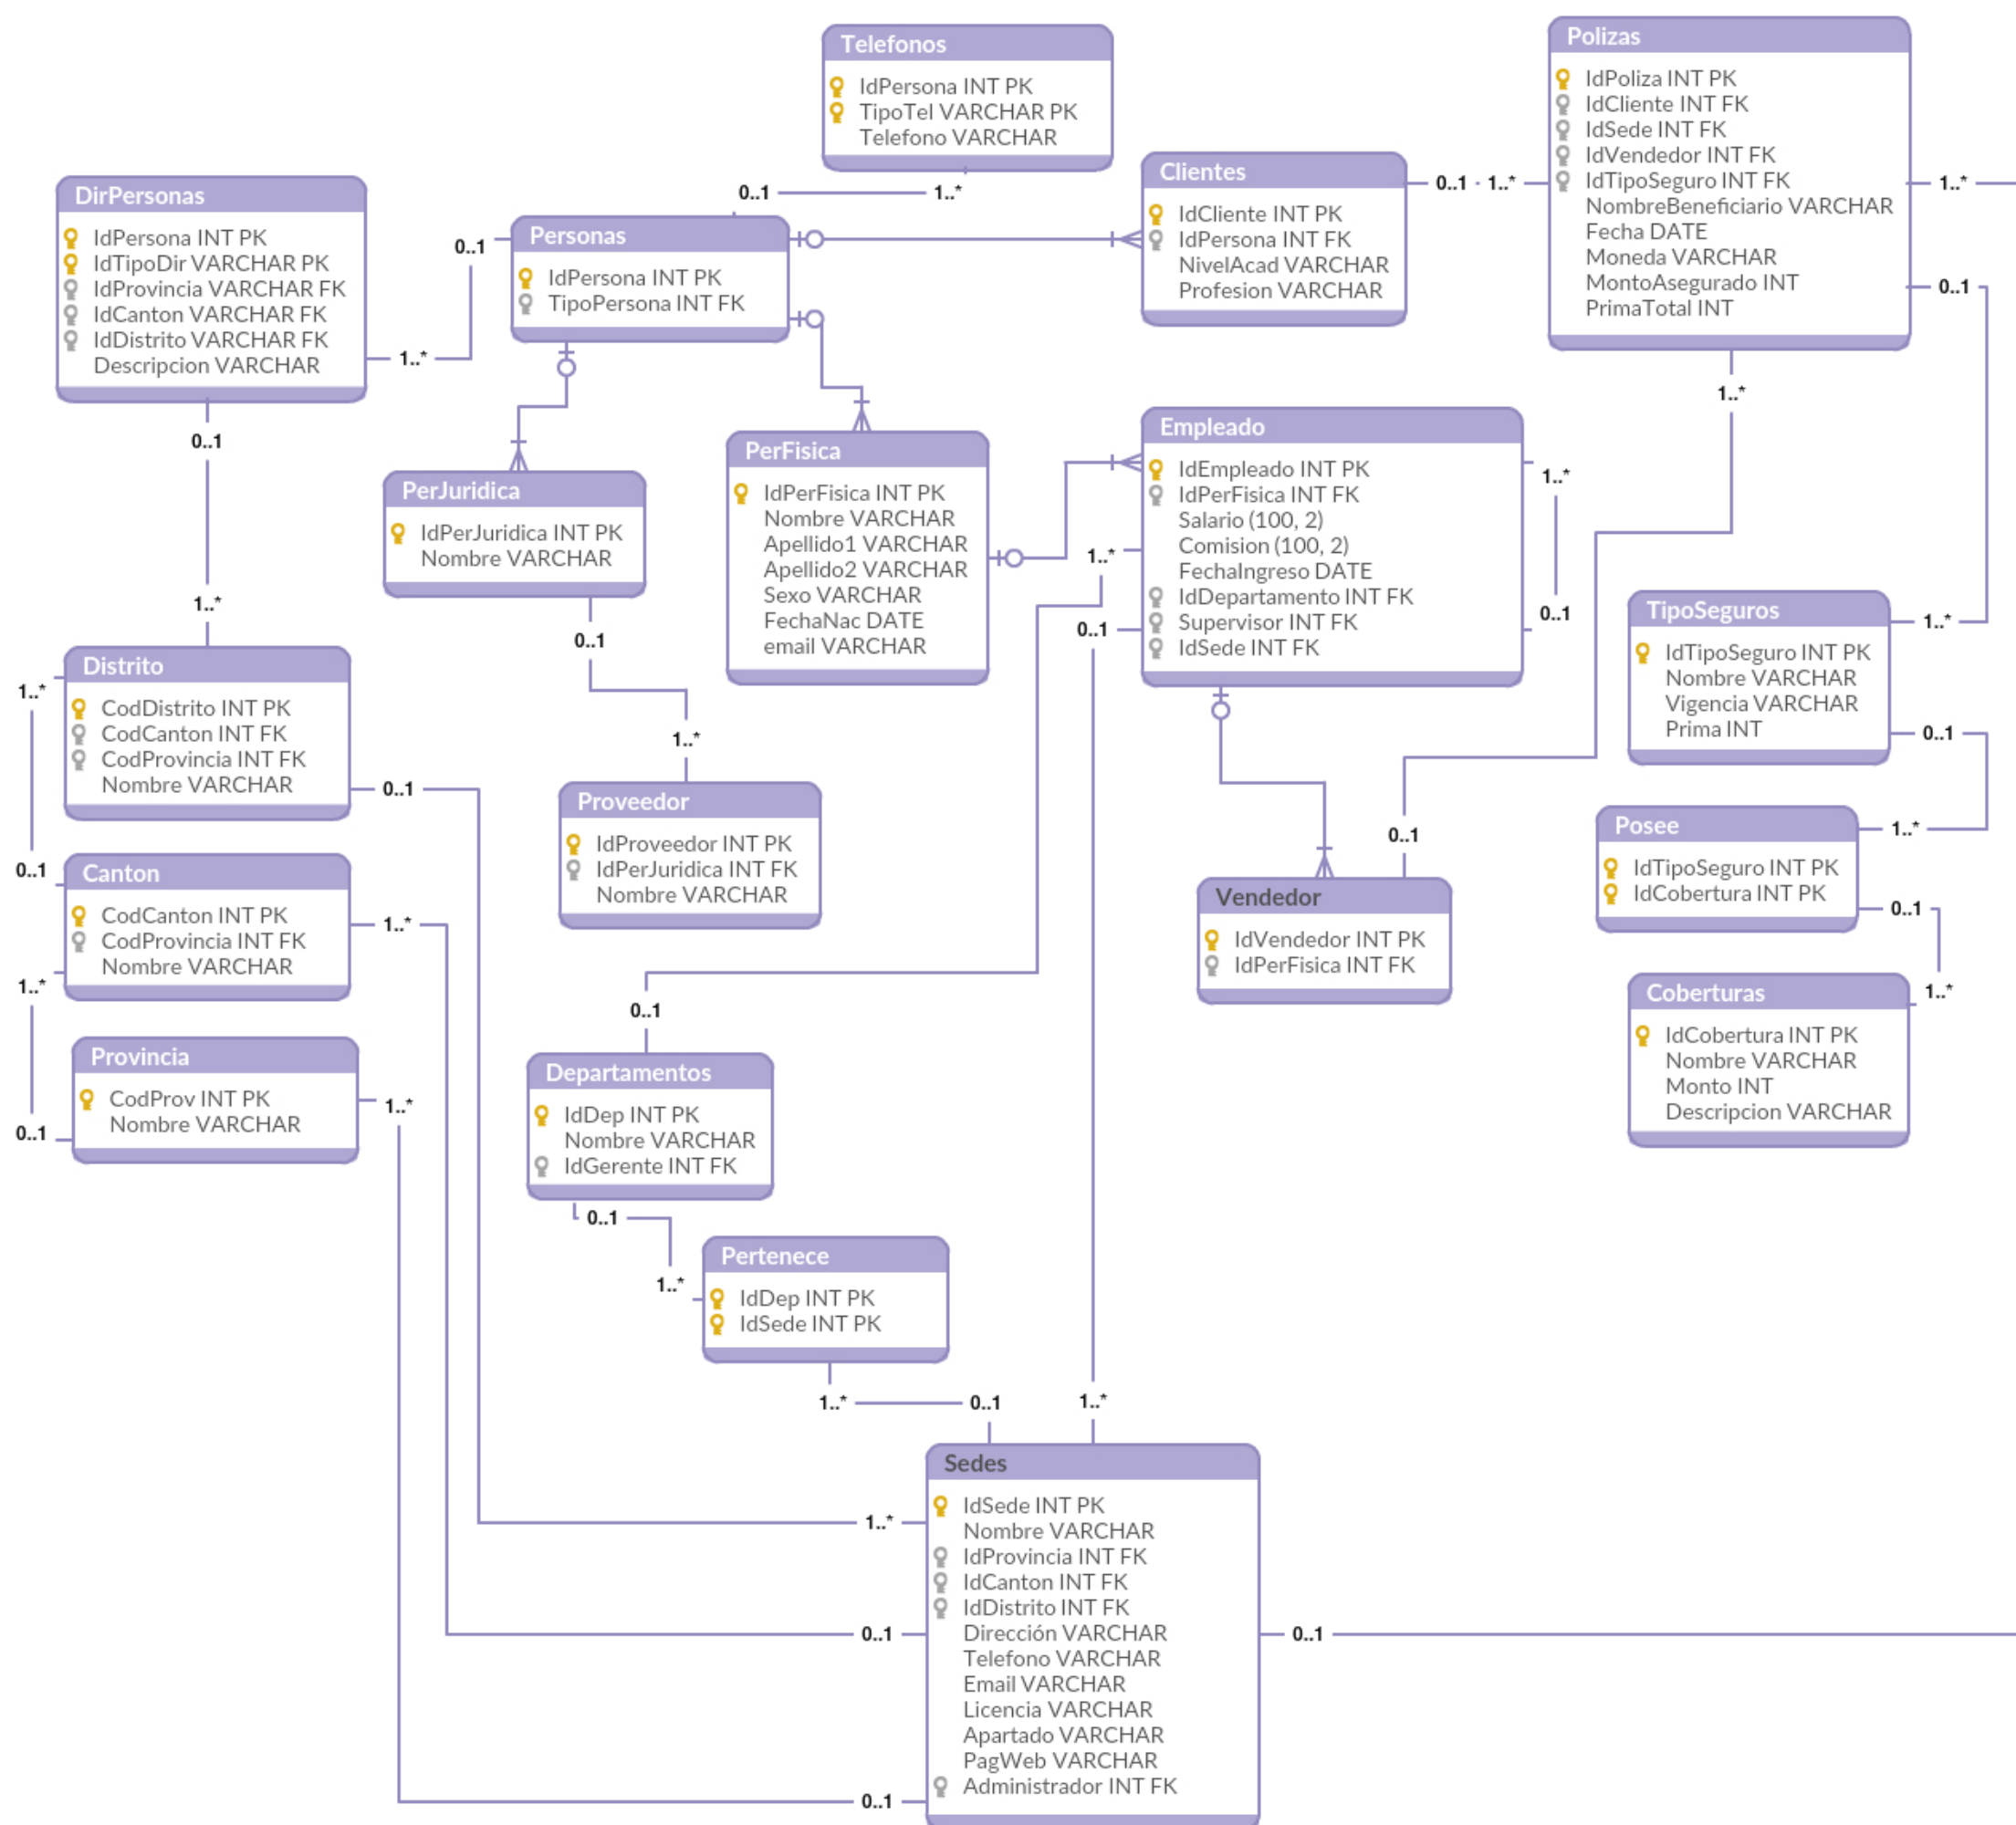 Telefonos
IdPersona INT PK
TipoTel VARCHAR PK
Telefono VARCHAR
Polizas
IdPoliza INT PK
IdCliente INT FK
IdSede INT FK
IdVendedor INT FK
IdTipoSeguro INT FK
NombreBeneficiario VARCHAR
Fecha DATE
Moneda VARCHAR
MontoAsegurado INT
PrimaTotal INT
Clientes
IdCliente INT PK
IdPersona INT FK
NivelAcad VARCHAR
Profesion VARCHAR
0..1
1..*
1..*
0..1
1..*
0..1
1..*
DirPersonas
IdPersona INT PK
IdTipoDir VARCHAR PK
IdProvincia VARCHAR FK
IdCanton VARCHAR FK
IdDistrito VARCHAR FK
Descripcion VARCHAR
0..1
1..*
Personas
IdPersona INT PK
TipoPersona INT FK
0..1
1..*
PerJuridica
IdPerJuridica INT PK
Nombre VARCHAR
0..1
1..*
PerFisica
IdPerFisica INT PK
Nombre VARCHAR
Apellido1 VARCHAR
Apellido2 VARCHAR
Sexo VARCHAR
FechaNac DATE
email VARCHAR
Empleado
IdEmpleado INT PK
IdPerFisica INT FK
Salario (100, 2)
Comision (100, 2)
FechaIngreso DATE
IdDepartamento INT FK
Supervisor INT FK
IdSede INT FK
1..*
0..1
1..*
0..1
TipoSeguros
IdTipoSeguro INT PK
Nombre VARCHAR
Vigencia VARCHAR
Prima INT
1..*
0..1
Distrito
CodDistrito INT PK
CodCanton INT FK
CodProvincia INT FK
Nombre VARCHAR
1..*
0..1
0..1
Proveedor
IdProveedor INT PK
IdPerJuridica INT FK
Nombre VARCHAR
Posee
IdTipoSeguro INT PK
IdCobertura INT PK
1..*
0..1
1..*
Canton
CodCanton INT PK
CodProvincia INT FK
Nombre VARCHAR
1..*
1..*
0..1
0..1
Vendedor
IdVendedor INT PK
IdPerFisica INT FK
Coberturas
IdCobertura INT PK
Nombre VARCHAR
Monto INT
Descripcion VARCHAR
Provincia
CodProv INT PK
Nombre VARCHAR
1..*
0..1
Departamentos
IdDep INT PK
Nombre VARCHAR
IdGerente INT FK
0..1
1..*
Pertenece
IdDep INT PK
IdSede INT PK
1..*
0..1
1..*
Sedes
IdSede INT PK
Nombre VARCHAR
IdProvincia INT FK
IdCanton INT FK
IdDistrito INT FK
Dirección VARCHAR
Telefono VARCHAR
Email VARCHAR
Licencia VARCHAR
Apartado VARCHAR
PagWeb VARCHAR
Administrador INT FK
1..*
0..1
0..1
0..1